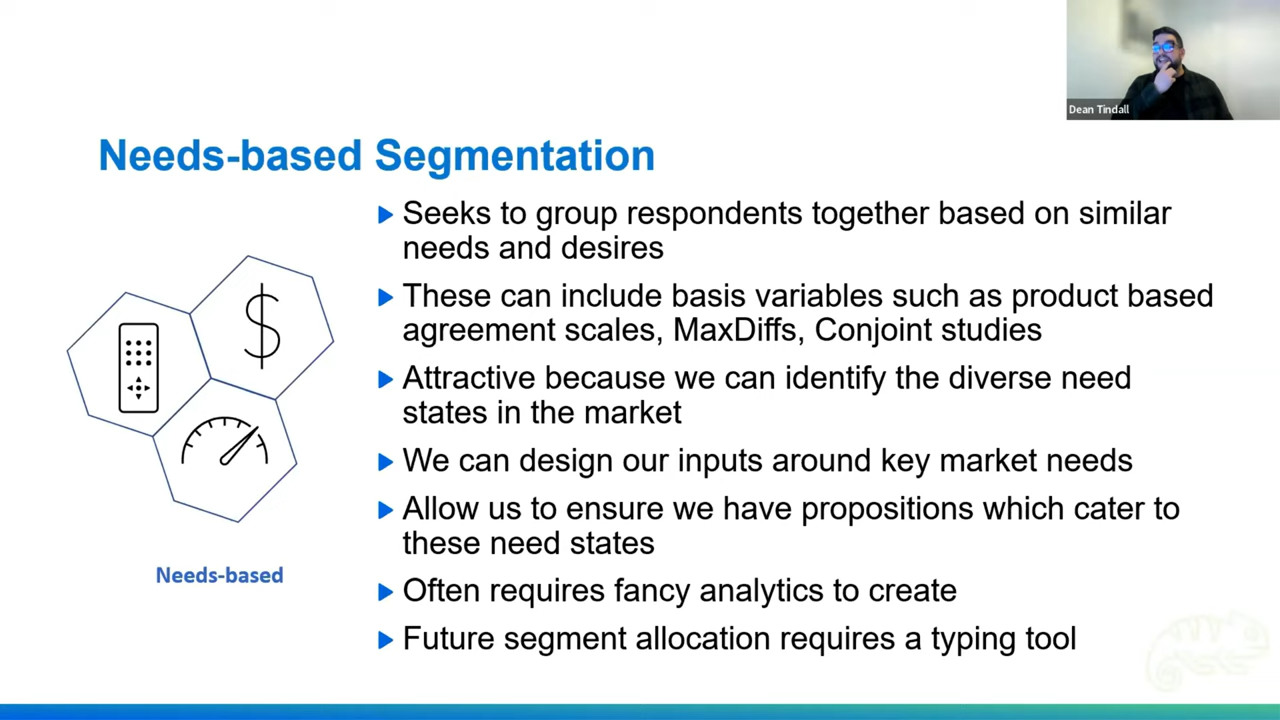 Dean Tindall
Needs-based Segmentation
Seeks to group respondents together based on similar
needs and desires
These can include basis variables such as product based
agreement scales, MaxDiffs, Conjoint studies
Attractive because we can identify the diverse need
states in the market
We can design our inputs around key market needs
Allow us to ensure we have propositions which cater to
these need states
Often requires fancy analytics to create
Future segment allocation requires a typing tool
$
Needs-based